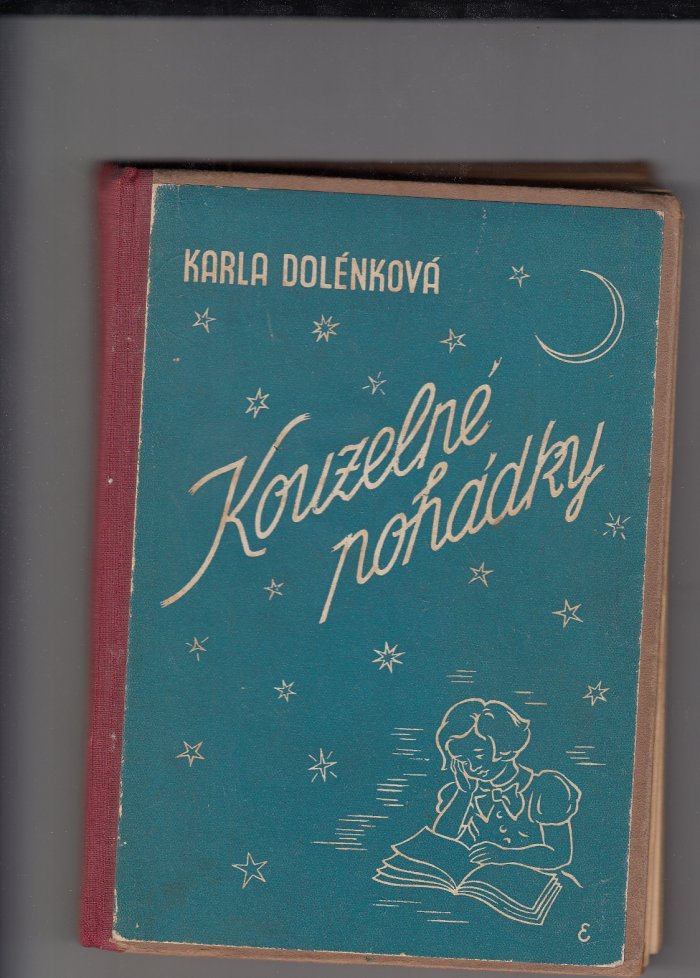 KARLA DOLÉNKOVÁ
Kouzelné
pohádky
ε